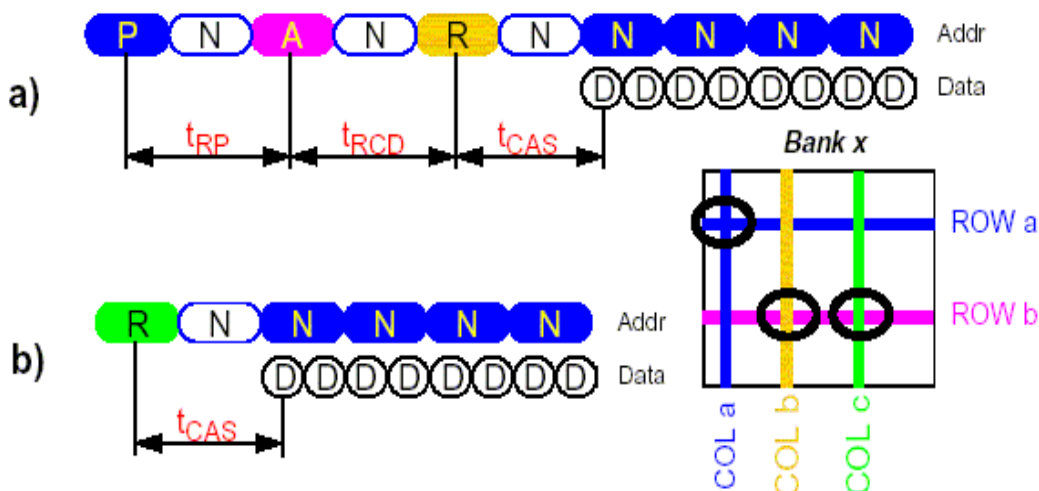 P N A N R N N N N N Addr
a) D D D D D D D D Data
tRP tRCD tCAS
Bank x
ROW a
R N N N N N Addr
ROW b
b) D D D D D D D D Data
tCAS
COL a COL b COL c